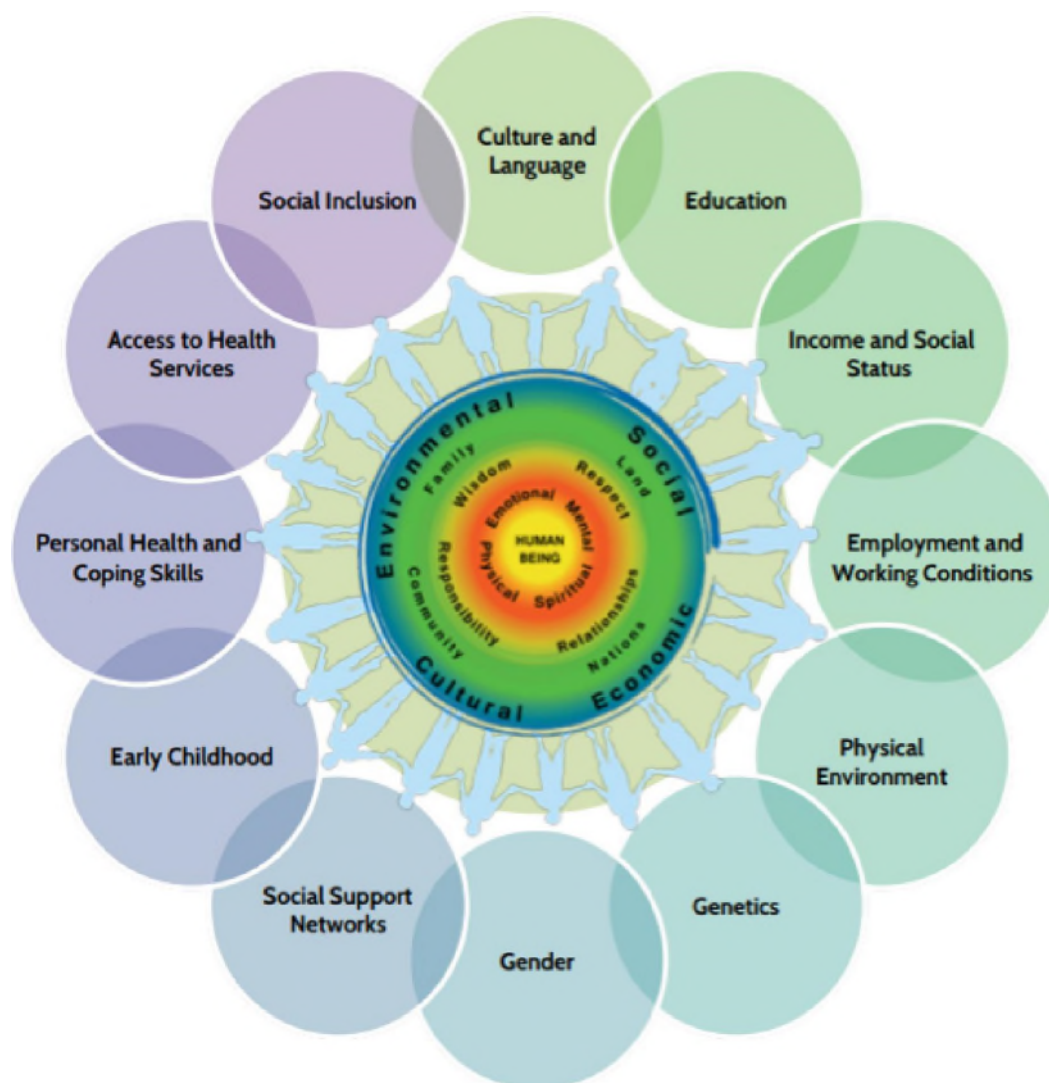 Culture and
Language
Education
Income and Social
Status
Employment and
Working Conditions
Physical
Environment
Genetics
Gender
Social Support
Networks
Early Childhood
Personal Health and
Coping Skills
Access to Health
Services
Social Inclusion
Environmental
Social
Economic
Cultural
Family
Land
Nations
Community
Wisdom
Respect
Relationships
Responsibility
Emotional
Mental
Spiritual
Physical
HUMAN
BEING